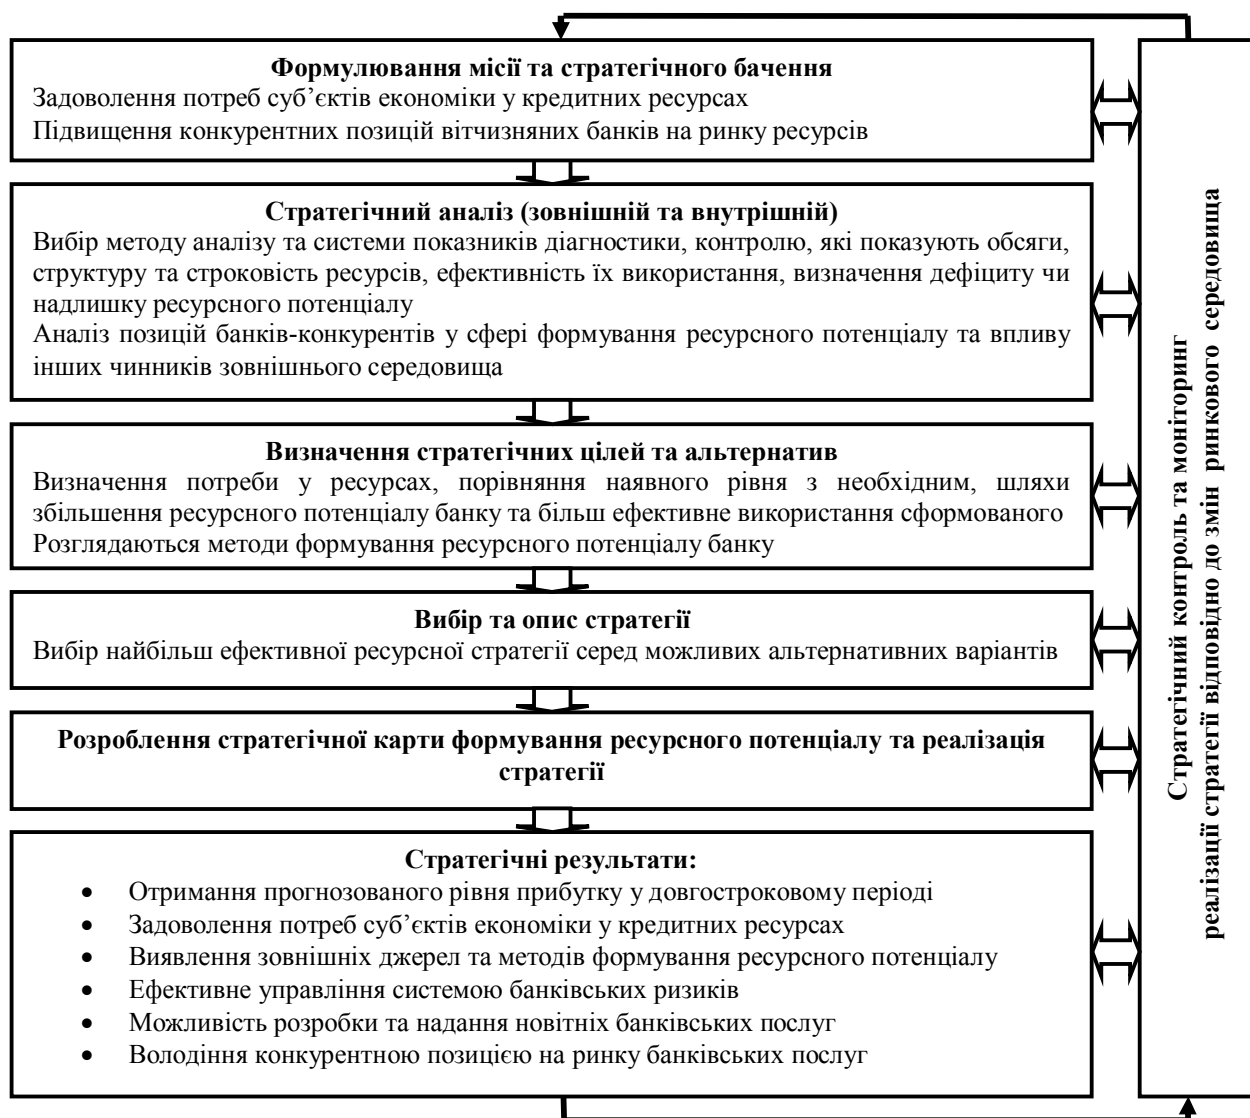 Формулювання місії та стратегічного бачення
Задоволення потреб суб’єктів економіки у кредитних ресурсах
Підвищення конкурентних позицій вітчизняних банків на ринку ресурсів
Стратегічний аналіз (зовнішній та внутрішній)
Вибір методу аналізу та системи показників діагностики, контролю, які показують обсяги,
структуру та строковість ресурсів, ефективність їх використання, визначення дефіциту чи
надлишку ресурсного потенціалу
Аналіз позицій банків-конкурентів у сфері формування ресурсного потенціалу та впливу
інших чинників зовнішнього середовища
Визначення стратегічних цілей та альтернатив
Визначення потреби у ресурсах, порівняння наявного рівня з необхідним, шляхи
збільшення ресурсного потенціалу банку та більш ефективне використання сформованого
Розглядаються методи формування ресурсного потенціалу банку
Вибір та опис стратегії
Вибір найбільш ефективної ресурсної стратегії серед можливих альтернативних варіантів
Розроблення стратегічної карти формування ресурсного потенціалу та реалізація
стратегії
Стратегічні результати:
• Отримання прогнозованого рівня прибутку у довгостроковому періоді
• Задоволення потреб суб’єктів економіки у кредитних ресурсах
• Виявлення зовнішніх джерел та методів формування ресурсного потенціалу
• Ефективне управління системою банківських ризиків
• Можливість розробки та надання новітніх банківських послуг
• Володіння конкурентною позицією на ринку банківських послуг
Стратегічний контроль та моніторинг
реалізації стратегії відповідно до змін ринкового середовища